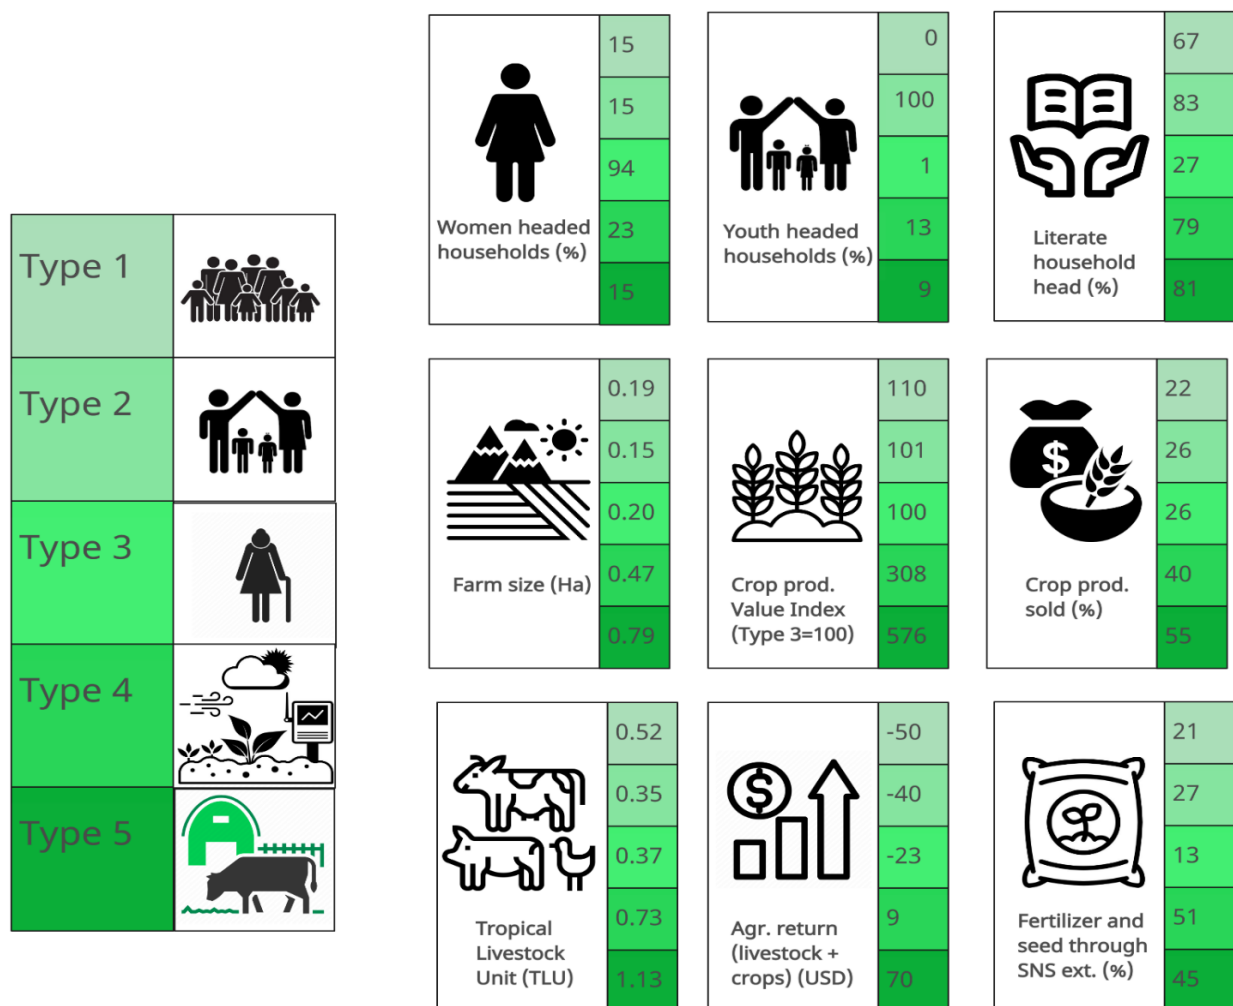 Type 1
Type 2
Type 3
Type 4
Type 5
Women headed
households (%)
15
15
94
23
15
Youth headed
households (%)
0
100
1
13
9
Literate
household
head (%)
67
83
27
79
81
Farm size (Ha)
0.19
0.15
0.20
0.47
0.79
Crop prod.
Value Index
(Type 3=100)
110
101
100
308
576
$
Crop prod.
sold (%)
22
26
26
40
55
Tropical
Livestock
Unit (TLU)
0.52
0.35
0.37
0.73
1.13
$
Agr. return
(livestock +
crops) (USD)
-50
-40
-23
9
70
Fertilizer and
seed through
SNS ext. (%)
21
27
13
51
45